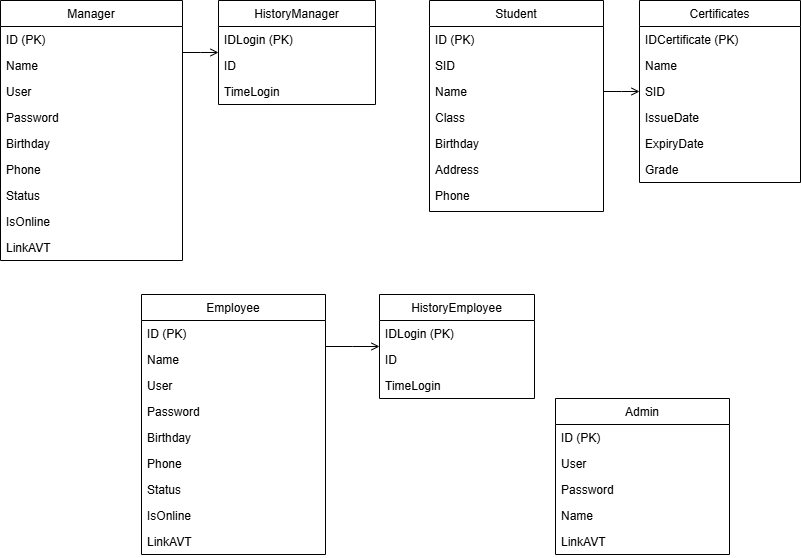 Manager
ID (PK)
Name
User
Password
Birthday
Phone
Status
IsOnline
LinkAVT
HistoryManager
IDLogin (PK)
ID
TimeLogin
Student
ID (PK)
SID
Name
Class
Birthday
Address
Phone
Certificates
IDCertificate (PK)
Name
SID
IssueDate
ExpiryDate
Grade
Employee
ID (PK)
Name
User
Password
Birthday
Phone
Status
IsOnline
LinkAVT
HistoryEmployee
IDLogin (PK)
ID
TimeLogin
Admin
ID (PK)
User
Password
Name
LinkAVT